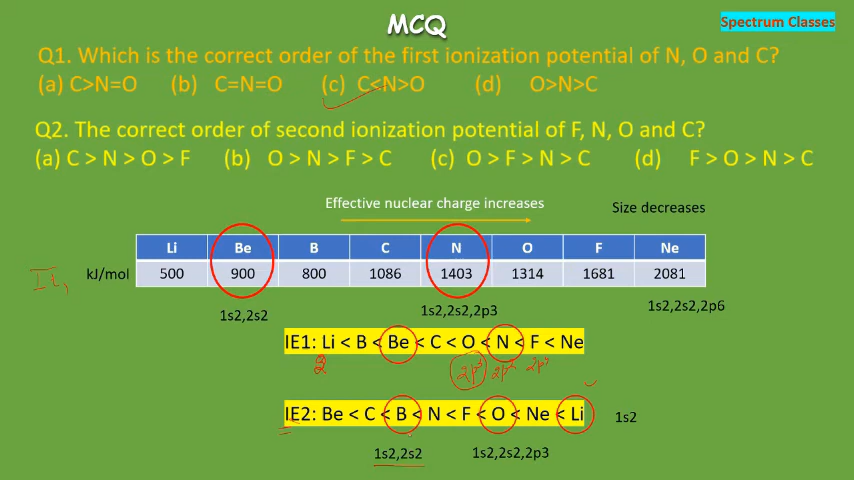 MCQ
Spectrum Classes
Q1. Which is the correct order of the first ionization potential of N, O and C?
(a) C>N=O (b) C=N=O (c) C<N>O (d) O>N>C
Q2. The correct order of second ionization potential of F, N, O and C?
(a) C > N > O > F (b) O > N > F > C (c) O > F > N > C (d) F > O > N > C
Effective nuclear charge increases
Size decreases
Li Be B C N O F Ne
kJ/mol 500 900 800 1086 1403 1314 1681 2081
1s2,2s2
1s2,2s2,2p3
1s2,2s2,2p6
IE1: Li < B < Be < C < O < N < F < Ne
2p3
IE2: Be < C < B < N < F < O < Ne < Li
1s2
1s2,2s2
1s2,2s2,2p3